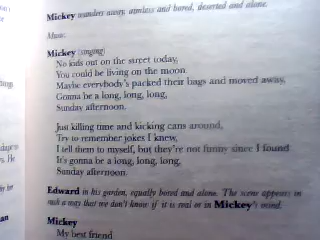 Mickey wanders away, aimless and bored, deserted and alone.
Music.
Mickey (singing)
No kids out on the street today,
You could be living on the moon
Maybe everybody's packed their bags and moved away,
Gonna be a long, long, long,
Sunday afternoon.
Just killing time and kicking cans around,
Try to remember jokes I knew,
I tell them to myself, but they're not funny since I found
It's gonna be a long, long, long,
Sunday afternoon.
Edward in his garden, equally bored and alone. The scene appears in
such a way that we don't know if it is real or in Mickey's mind.
Mickey
My best friend